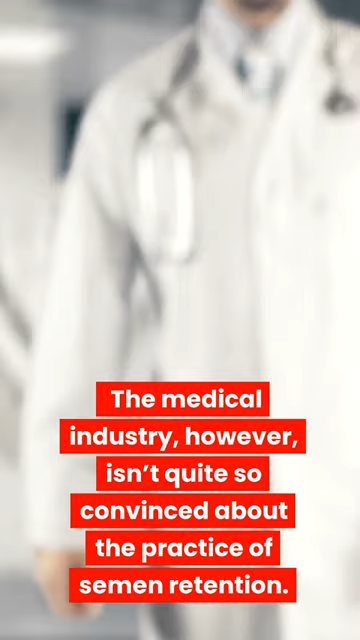 The medical
industry, however,
isn’t quite so
convinced about
the practice of
semen retention.